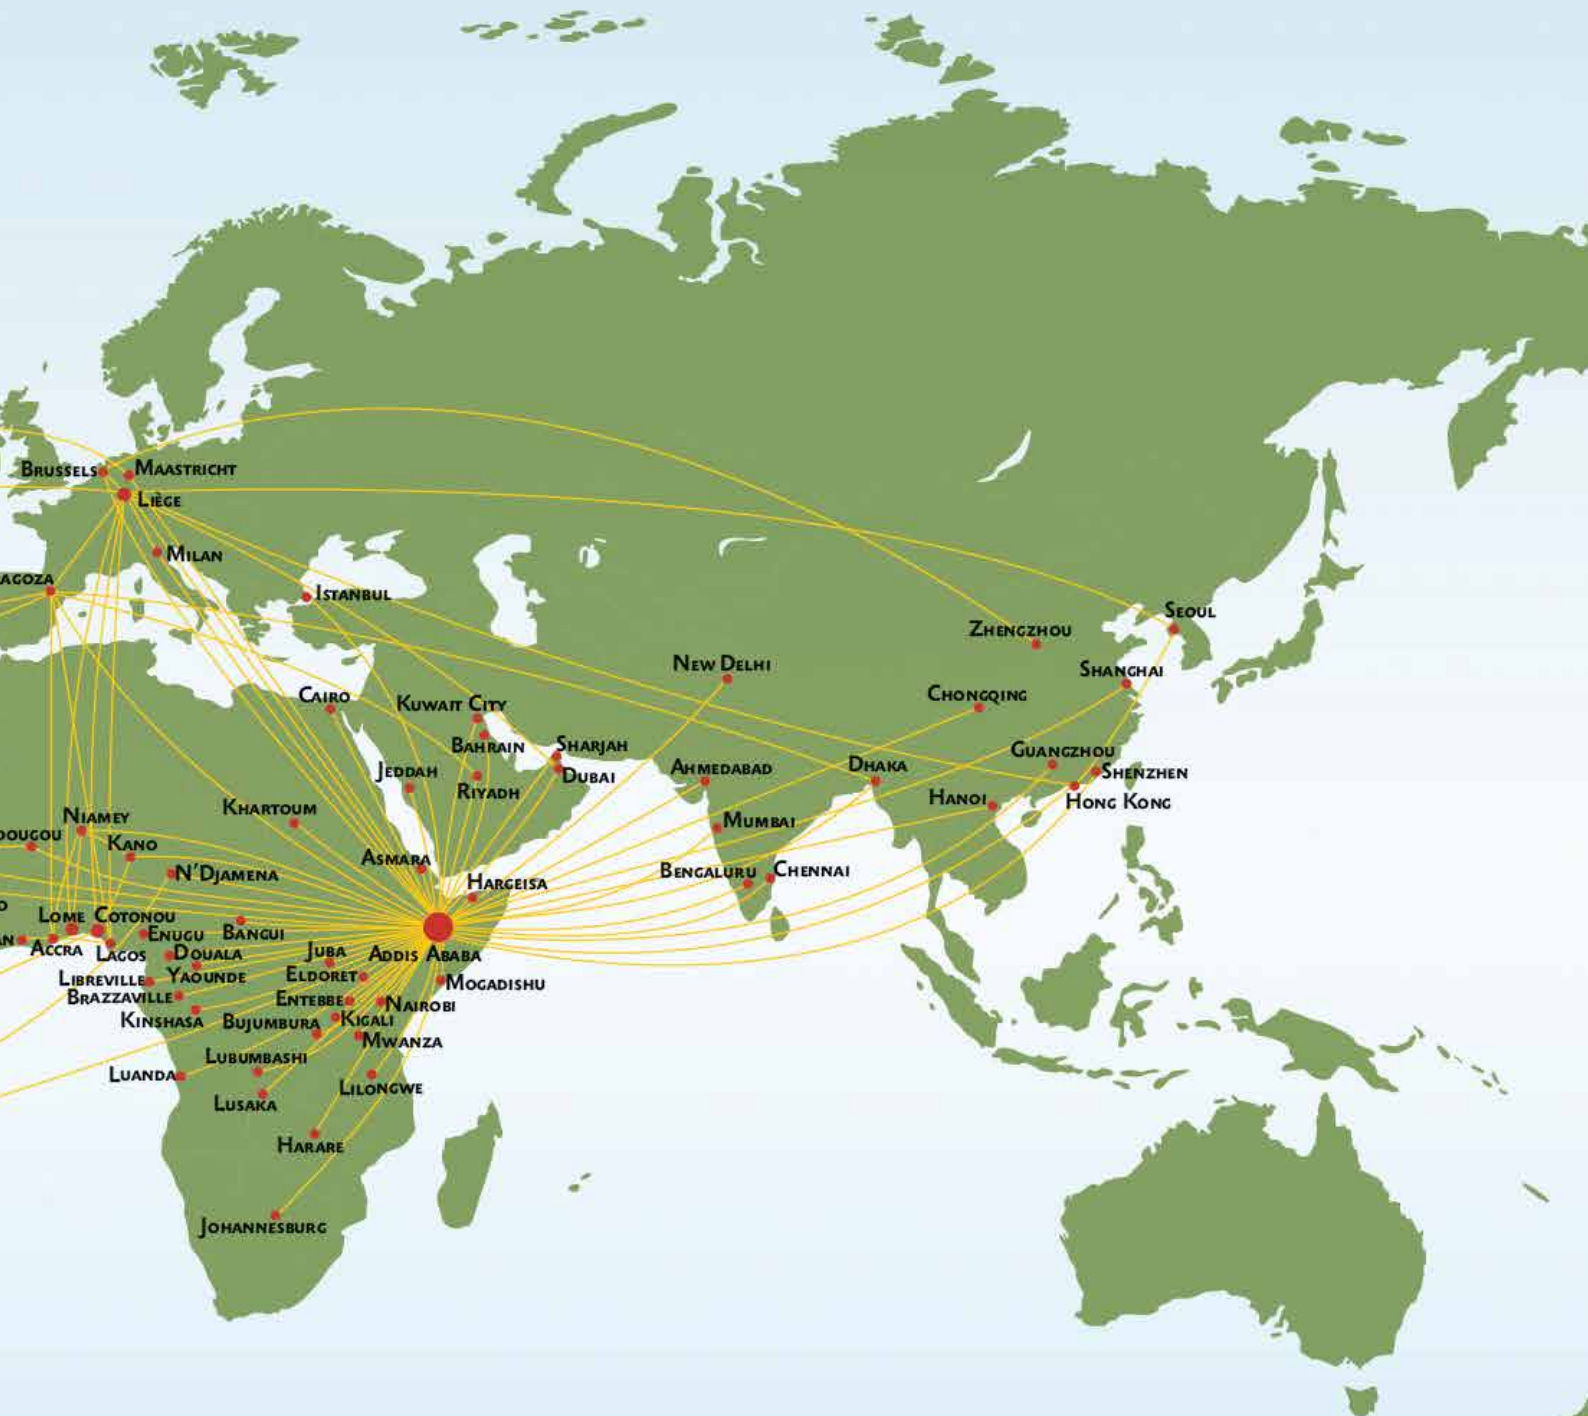 Brussels
Maastricht
Liège
Milan
agoza
Istanbul
Seoul
Zhengzhou
New Delhi
Shanghai
Cairo
Kuwait City
Chongqing
Bahrain
Sharjah
Guangzhou
Jeddah
Dubai
Ahmedabad
Dhaka
Shenzhen
Riyadh
Hanoi
Hong Kong
Khartoum
Niamey
Mumbai
dougou
Kano
Asmara
N'Djamena
Hargeisa
Bengaluru
Chennai
o
Lome
Cotonou
an
Accra
Lagos
Enugu
Bangui
Douala
Juba
Addis Ababa
Libreville
Yaounde
Eldoret
Mogadishu
Brazzaville
Entebbe
Nairobi
Kinshasa
Bujumbura
Kigali
Mwanza
Lubumbashi
Luanda
Lilongwe
Lusaka
Harare
Johannesburg